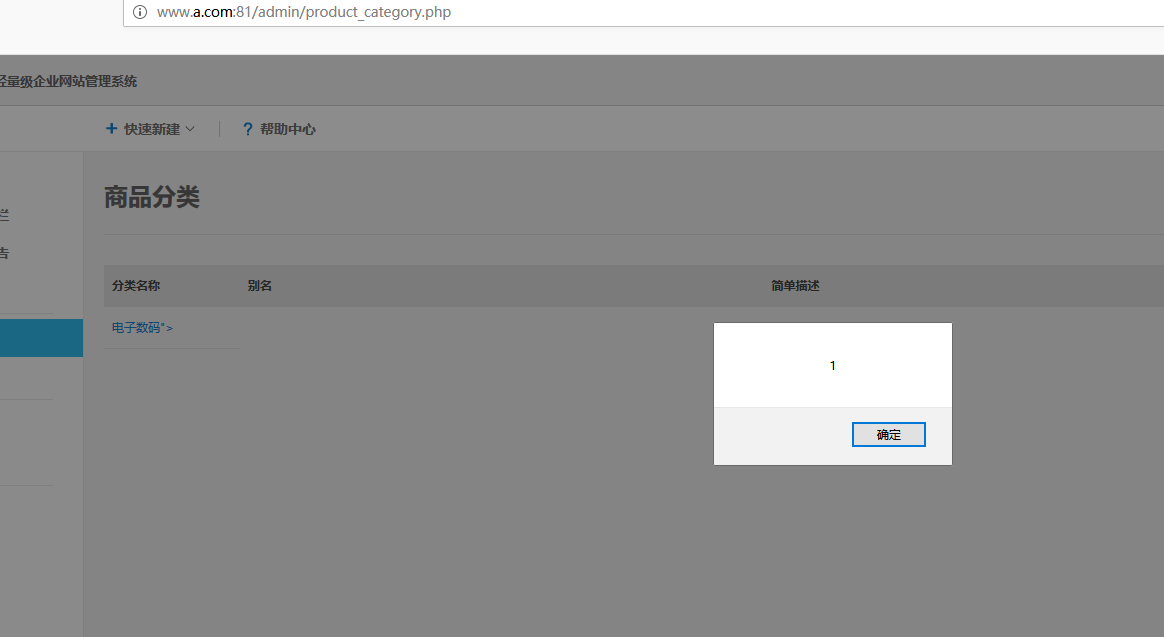 www.a.com:81/admin/product_category.php
轻量级企业网站管理系统
+ 快速新建
? 帮助中心
栏
商品分类
告
分类名称 别名 简单描述
电子数码">
1
确定